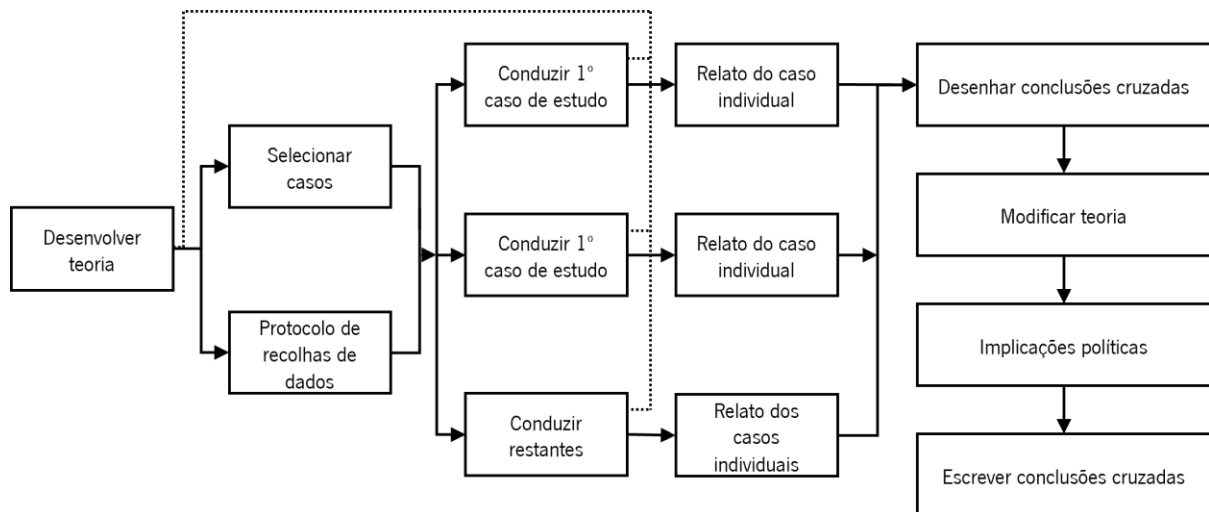 Desenvolver
teoria
Selecionar
casos
Protocolo de
recolhas de
dados
Conduzir 1º
caso de estudo
Conduzir 1º
caso de estudo
Conduzir
restantes
Relato do caso
individual
Relato do caso
individual
Relato dos
casos
individuais
Desenhar conclusões cruzadas
Modificar teoria
Implicações políticas
Escrever conclusões cruzadas